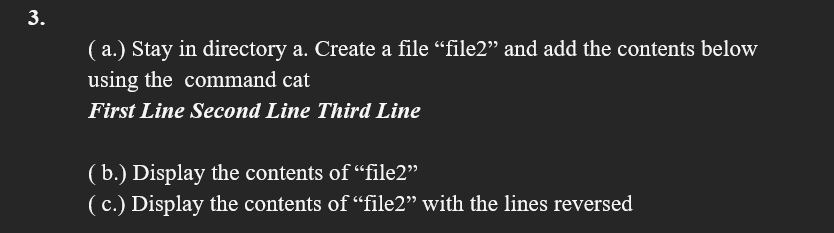 3.
( a.) Stay in directory a. Create a file “file2” and add the contents below
using the  command cat
First Line Second Line Third Line
( b.) Display the contents of “file2”
( c.) Display the contents of “file2” with the lines reversed